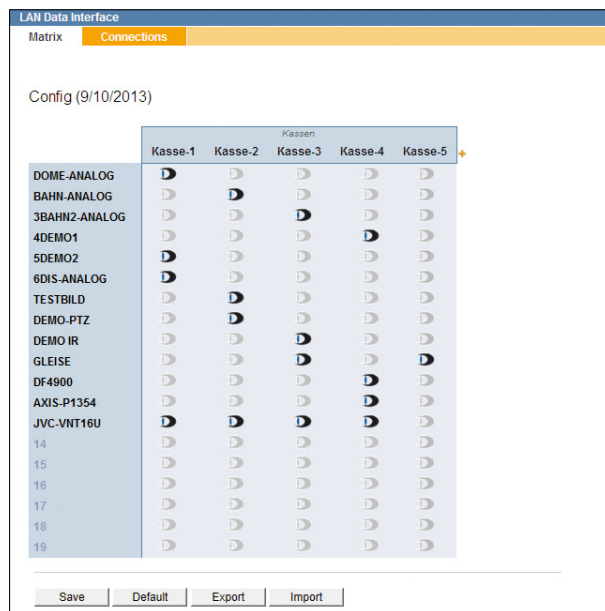 LAN Data Interface
Matrix Connections
Config (9/10/2013)
Kassen
Kasse-1 Kasse-2 Kasse-3 Kasse-4 Kasse-5 +
DOME-ANALOG
BAHN-ANALOG
3BAHN2-ANALOG
4DEMO1
5DEMO2
6DIS-ANALOG
TESTBILD
DEMO-PTZ
DEMO IR
GLEISE
DF4900
AXIS-P1354
JVC-VNT16U
14
15
16
17
18
19
Save Default Export Import